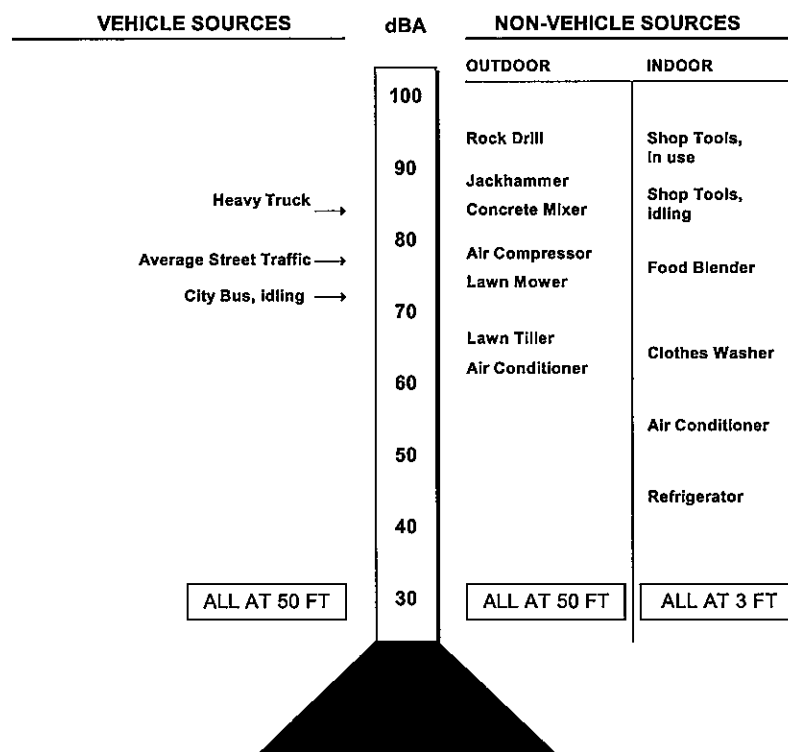 VEHICLE SOURCES
dBA
NON-VEHICLE SOURCES
OUTDOOR
INDOOR
100
90
80
70
60
50
40
30
Heavy Truck
Average Street Traffic
City Bus, idling
ALL AT 50 FT
Rock Drill
Jackhammer
Concrete Mixer
Air Compressor
Lawn Mower
Lawn Tiller
Air Conditioner
ALL AT 50 FT
Shop Tools,
in use
Shop Tools,
idling
Food Blender
Clothes Washer
Air Conditioner
Refrigerator
ALL AT 3 FT